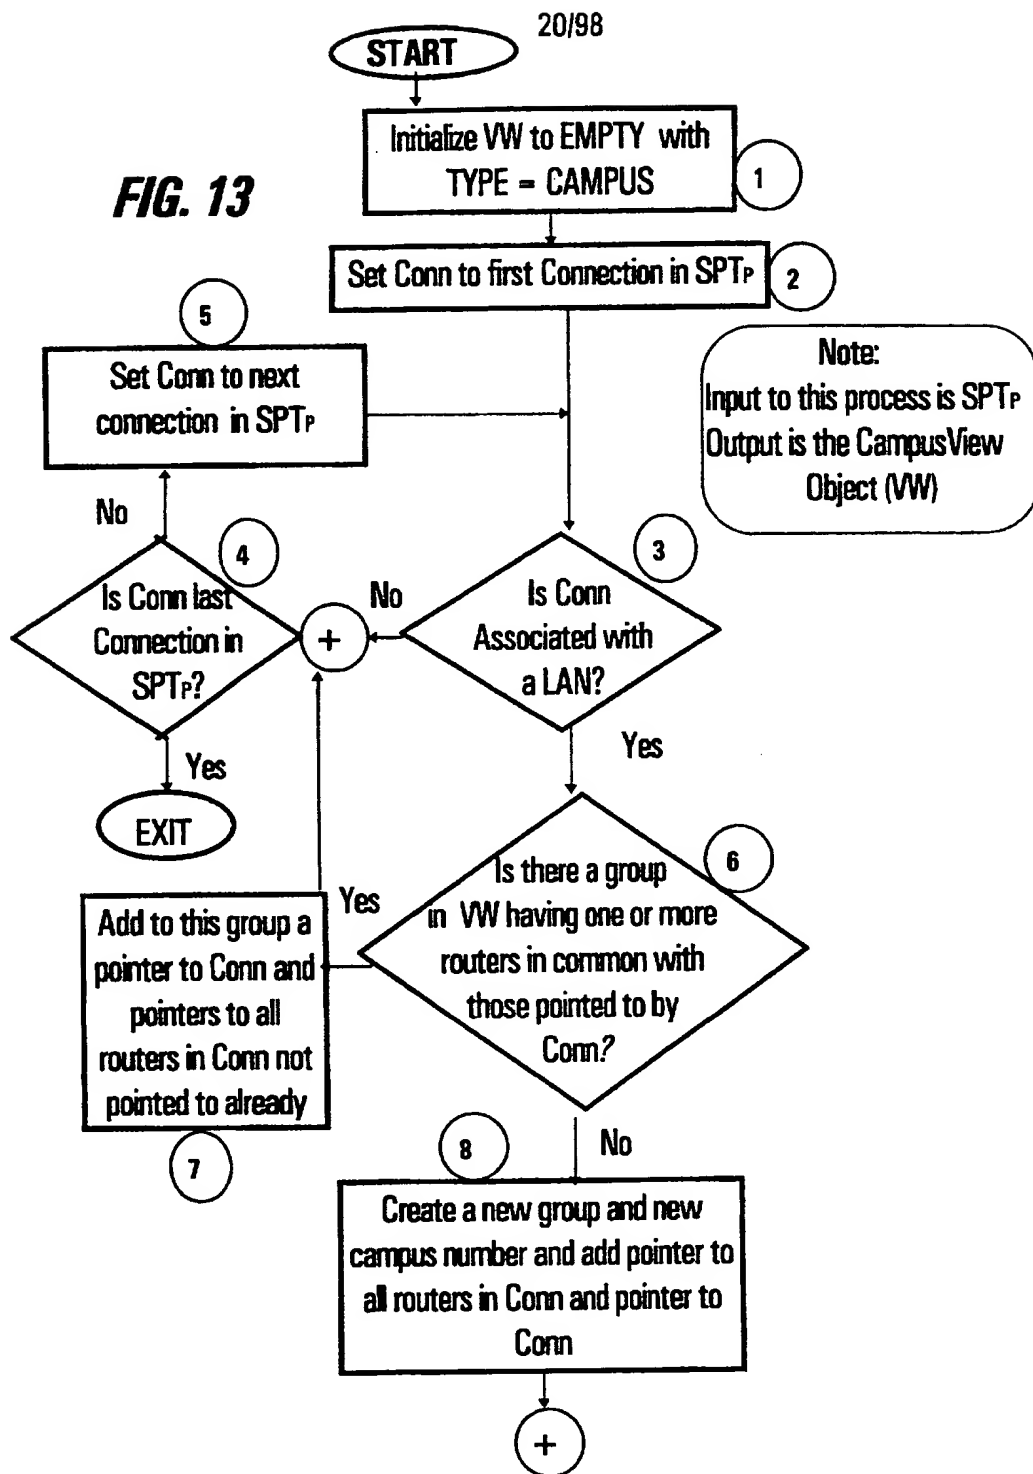 20/98
START
Initialize VW to EMPTY with
TYPE = CAMPUS
1
FIG. 13
Set Conn to first Connection in SPTP
2
5
Set Conn to next
connection in SPTP
Note:
Input to this process is SPTP
Output is the CampusView
Object (VW)
No
4
Is Conn last
Connection in
SPTP?
No
+
3
Is Conn
Associated with
a LAN?
Yes
EXIT
Yes
6
Is there a group
in VW having one or more
routers in common with
those pointed to by
Conn?
Yes
Add to this group a
pointer to Conn and
pointers to all
routers in Conn not
pointed to already
7
No
8
Create a new group and new
campus number and add pointer to
all routers in Conn and pointer to
Conn
+